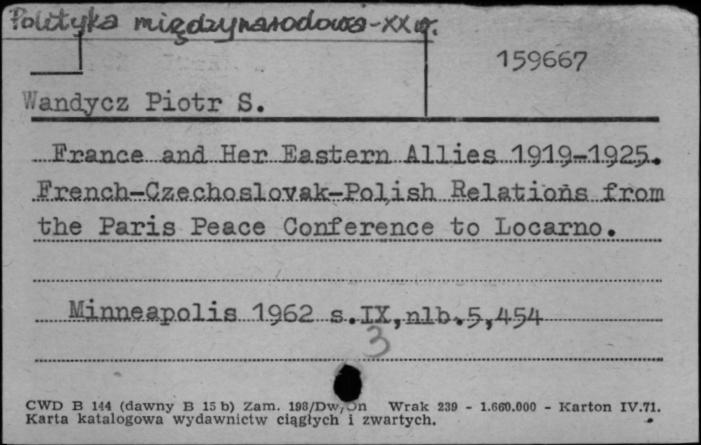 Polityka międzynarodowa-XX w.
159667
Wandycz Piotr S.
France and Her Eastern Allies 1919-1925.
French-Czechoslovak-Polish Relations from
the Paris Peace Conference to Locarno.
Minneapolis 1962 s.IX,nlb.5,454
3
CWD B 144 (dawny B 15 b) Zam. 198/Dw/On Wrak 239 - 1.660.000 - Karton IV.71.
Karta katalogowa wydawnictw ciągłych i zwartych.